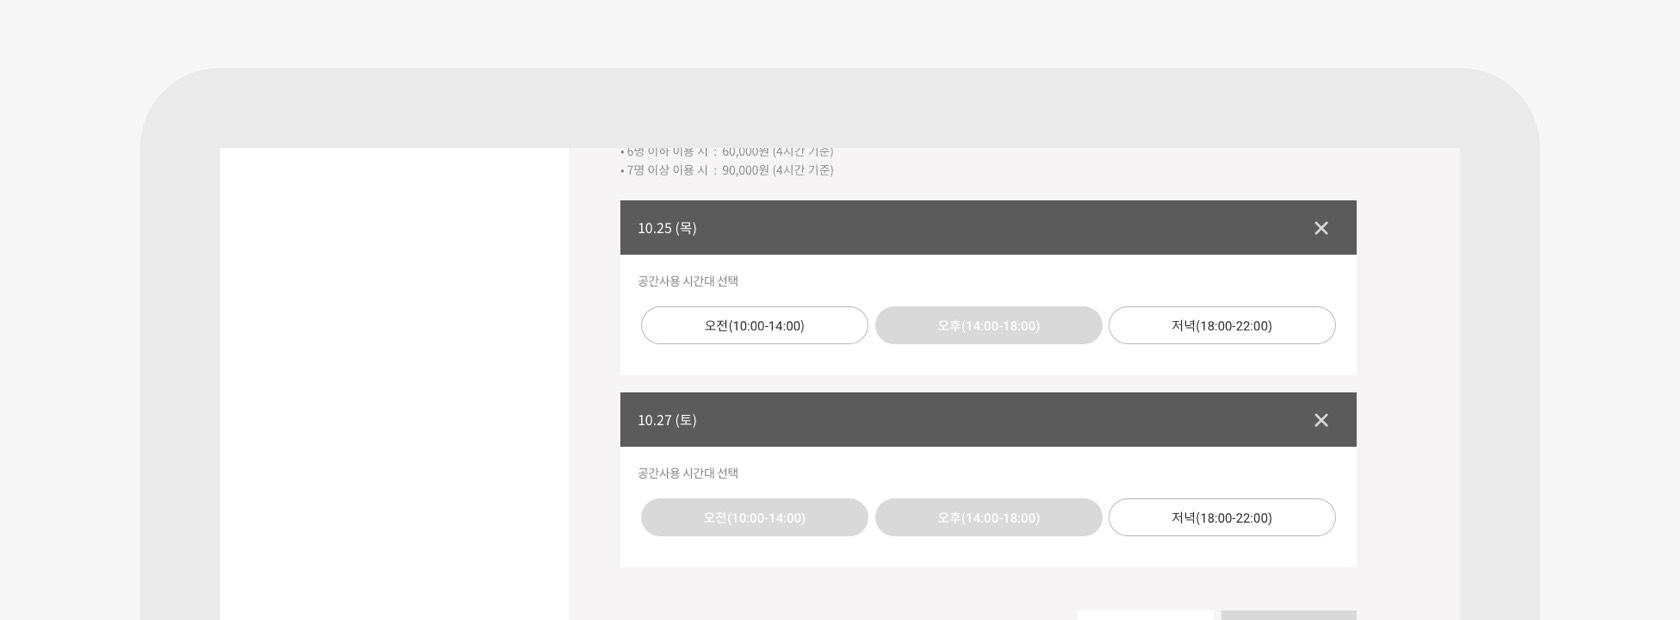 • 6명 이하 이용 시 : 60,000원 (4시간 기준)
• 7명 이상 이용 시 : 90,000원 (4시간 기준)
10.25 (목)
공간사용 시간대 선택
오전(10:00-14:00) 오후(14:00-18:00) 저녁(18:00-22:00)
10.27 (토)
공간사용 시간대 선택
오전(10:00-14:00) 오후(14:00-18:00) 저녁(18:00-22:00)